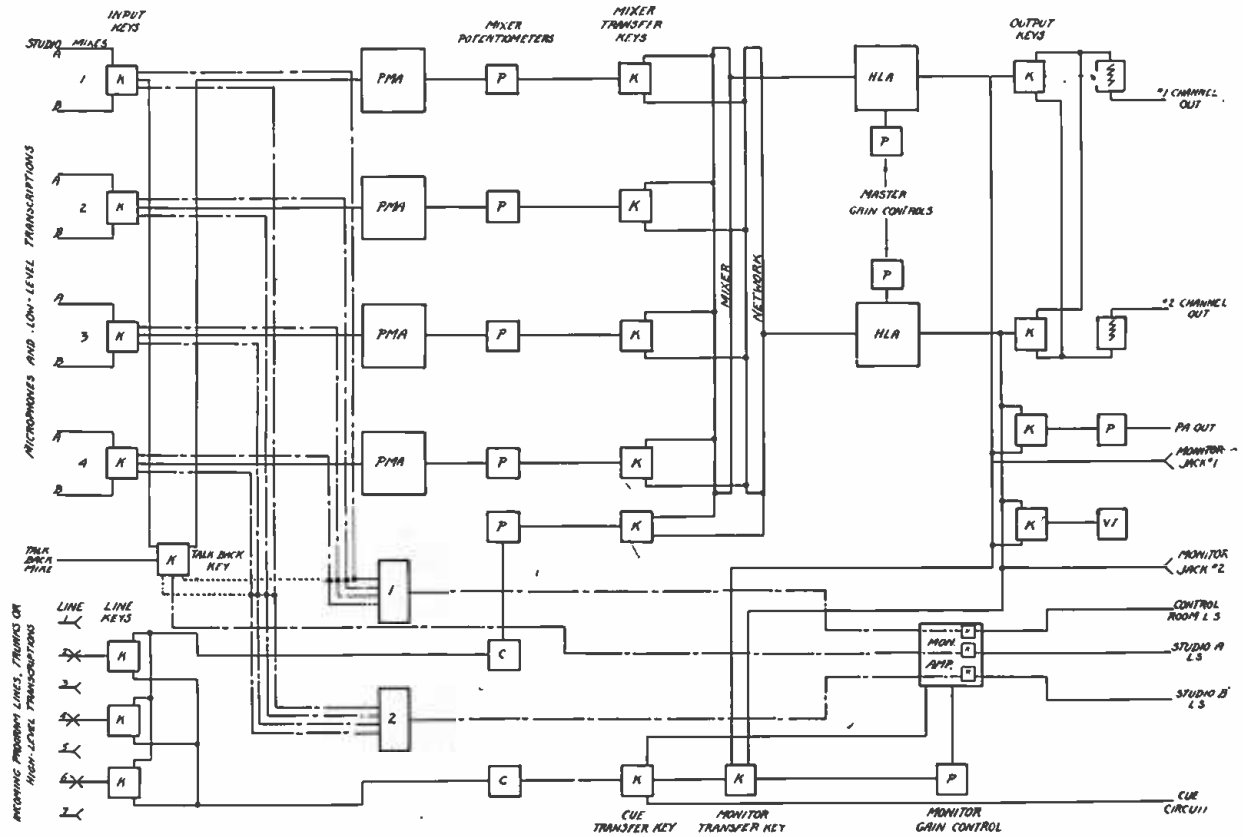 INPUT KEYS
MIXER POTENTIOMETERS
MIXER TRANSFER KEYS
OUTPUT KEYS
STUDIO MIKES
A
1
B
K
PMA
P
K
HLA
K
#1 CHANNEL OUT
P
MICROPHONES AND LOW-LEVEL TRANSCRIPTIONS
A
2
B
K
PMA
P
K
MASTER GAIN CONTROLS
MIXER
NETWORK
P
A
3
B
K
PMA
P
K
HLA
K
#2 CHANNEL OUT
A
4
B
K
PMA
P
K
K
P
PA OUT
MONITOR JACK #1
P
K
K
VI
TALK BACK MIKE
K
TALK BACK KEY
1
MONITOR JACK #2
LINE
LINE KEYS
1
2
K
3
4
K
5
6
K
7
INCOMING PROGRAM LINES, TRUNKS OR HIGH-LEVEL TRANSCRIPTIONS
C
2
MON. AMP.
CONTROL ROOM LS
STUDIO A LS
STUDIO B LS
C
K
K
P
CUE TRANSFER KEY
MONITOR TRANSFER KEY
MONITOR GAIN CONTROL
CUE CIRCUIT